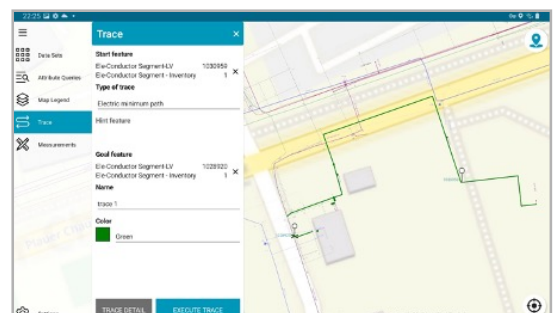 22:25
Trace
Data Sets
Attribute Queries
Map Legend
Trace
Measurements
Start feature
Ele-Conductor Segment-LV 1030959
Ele-Conductor Segment - Inventory 1
Type of trace
Electric minimum path
Hint feature
Goal feature
Ele-Conductor Segment-LV 1028920
Ele-Conductor Segment - Inventory 1
Name
trace 1
Color
Green
TRACE DETAIL
EXECUTE TRACE